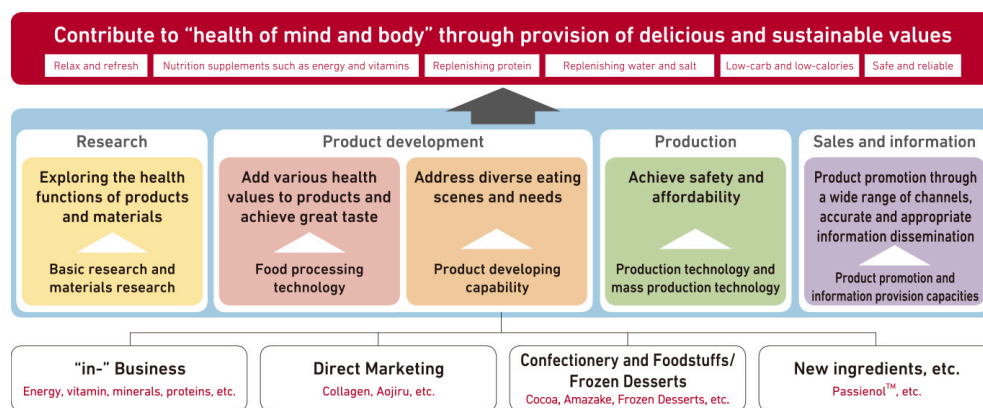 Contribute to “health of mind and body” through provision of delicious and sustainable values
Relax and refresh
Nutrition supplements such as energy and vitamins
Replenishing protein
Replenishing water and salt
Low-carb and low-calories
Safe and reliable
Research
Exploring the health
functions of products
and materials
Basic research and
materials research
Product development
Add various health
values to products and
achieve great taste
Food processing
technology
Address diverse eating
scenes and needs
Product developing
capability
Production
Achieve safety and
affordability
Production technology and
mass production technology
Sales and information
Product promotion through
a wide range of channels,
accurate and appropriate
information dissemination
Product promotion and
information provision capacities
“in-” Business
Energy, vitamin, minerals, proteins, etc.
Direct Marketing
Collagen, Aojiru, etc.
Confectionery and Foodstuffs/
Frozen Desserts
Cocoa, Amazake, Frozen Desserts, etc.
New ingredients, etc.
Passienol™, etc.